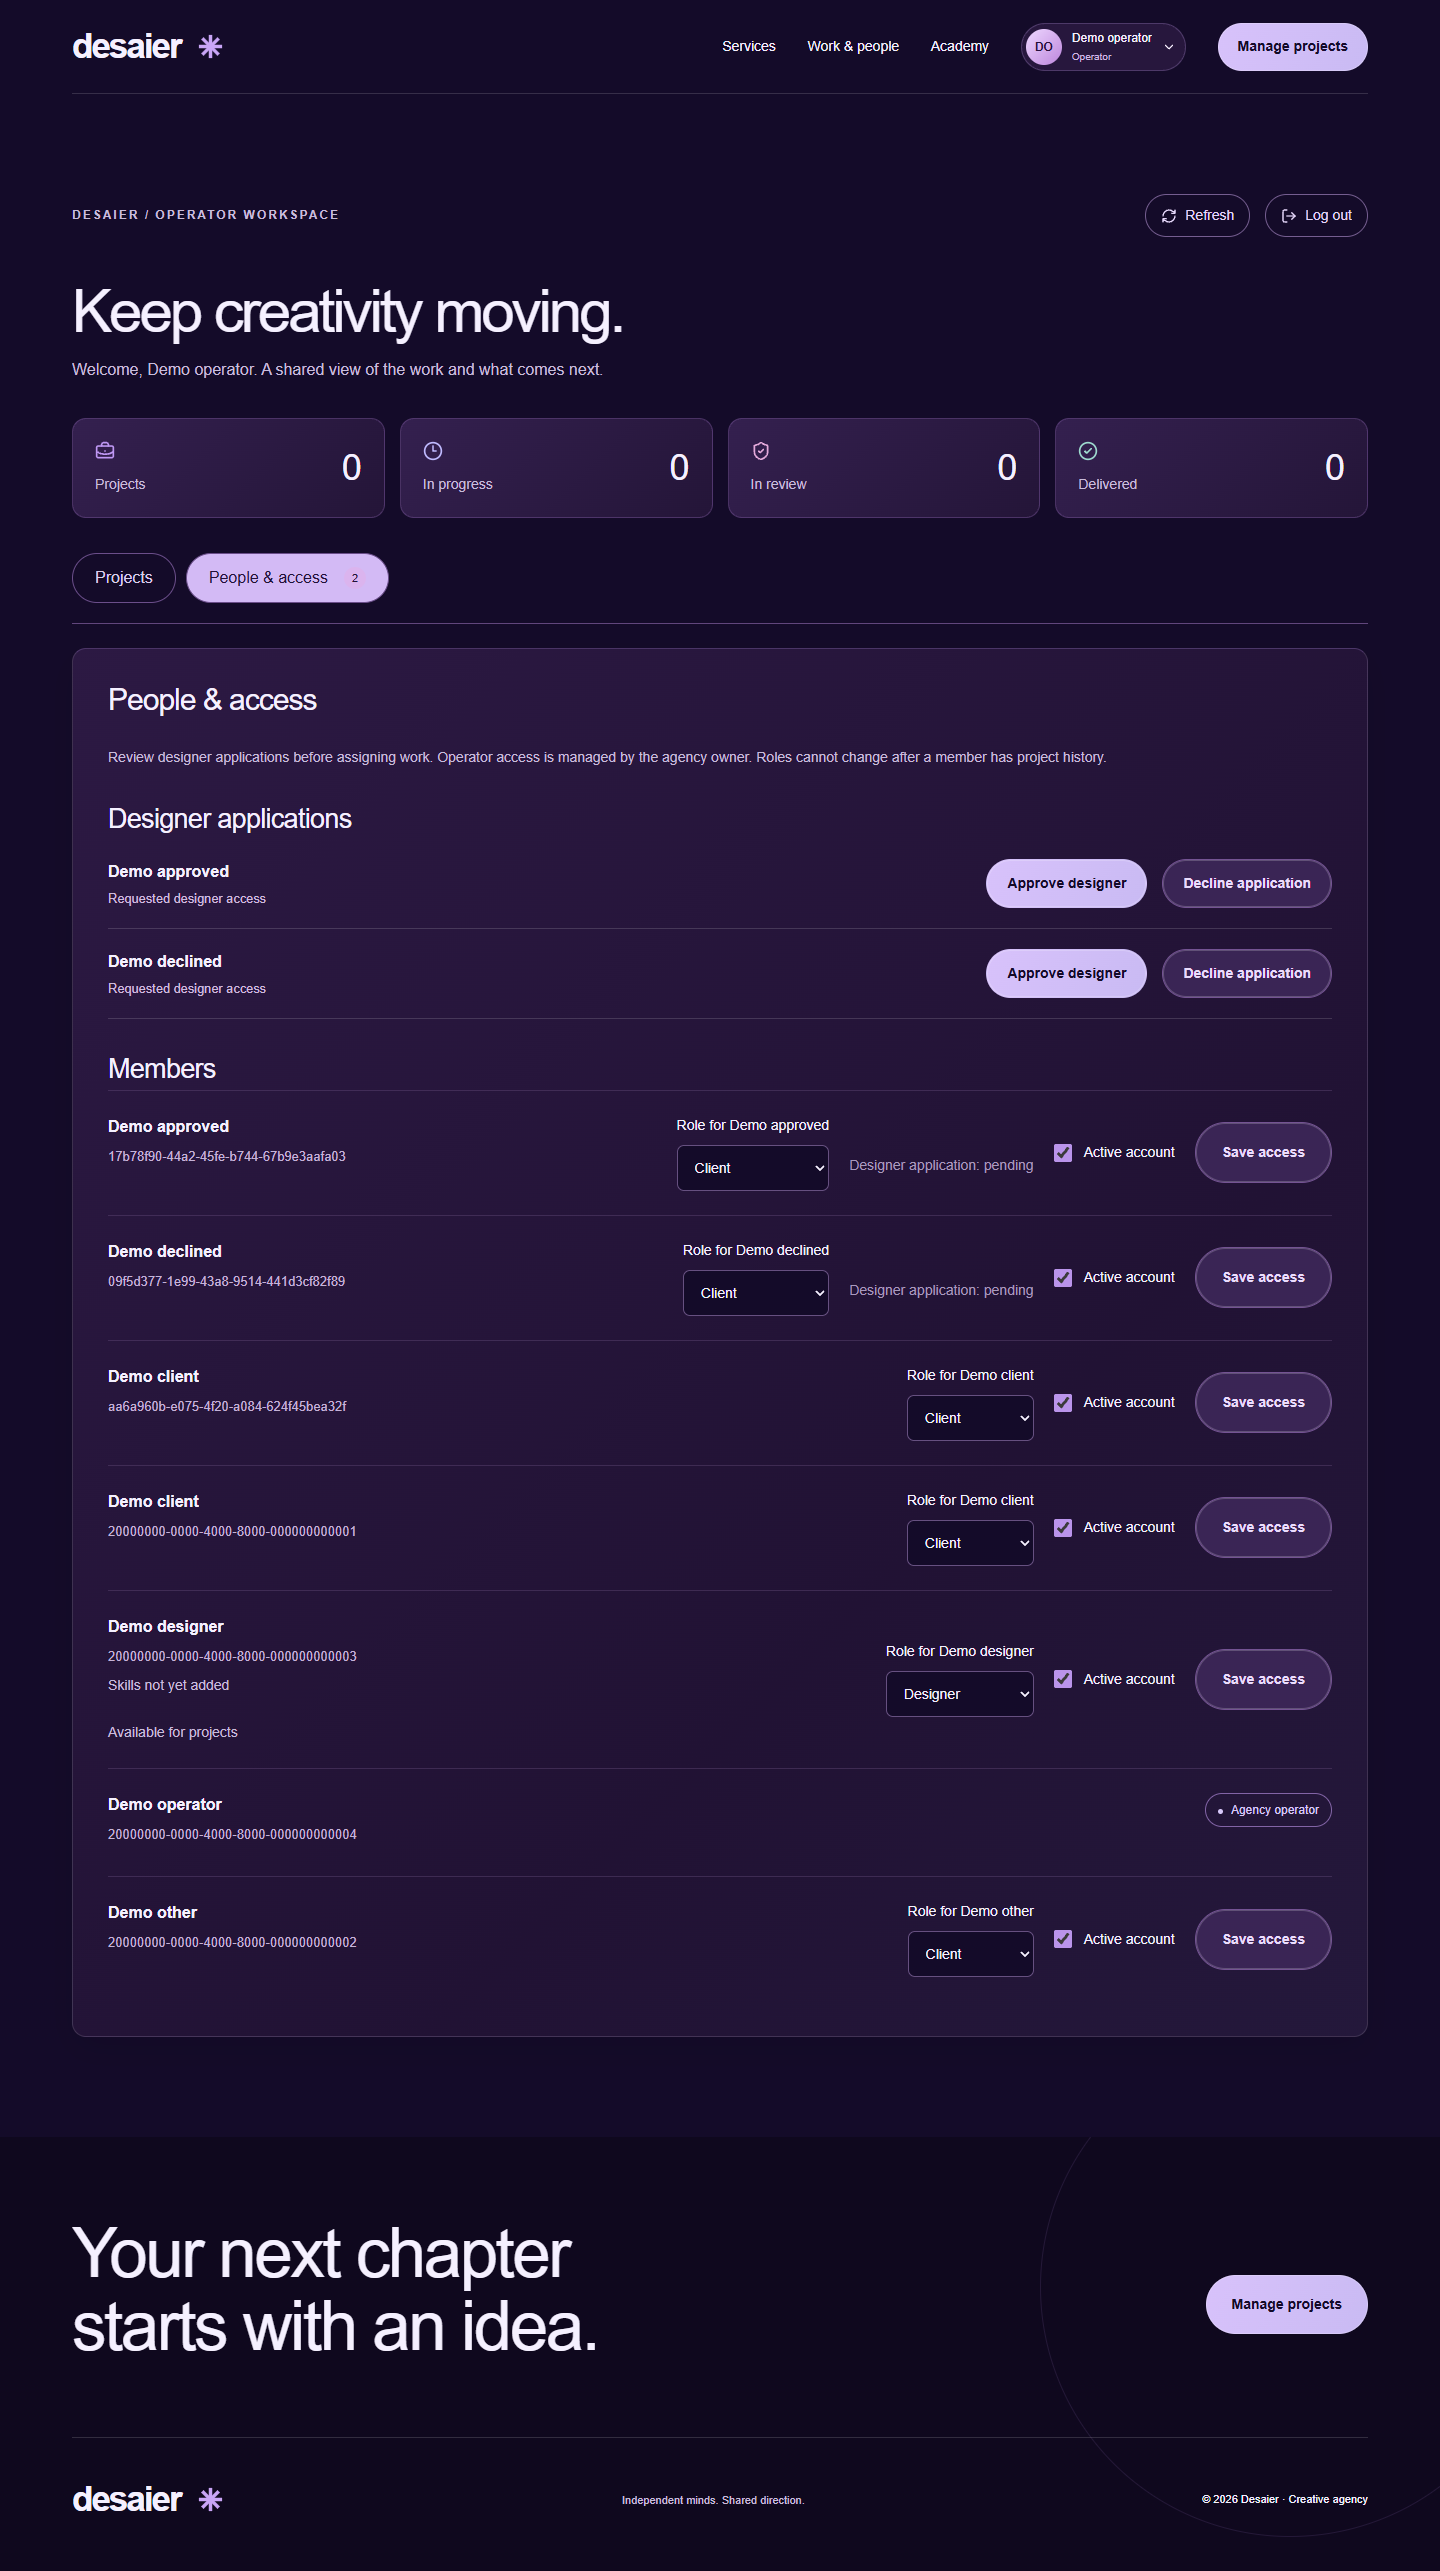 desaier
Services
Work & people
Academy
DO
Demo operator
Operator
Manage projects
DESAIER / OPERATOR WORKSPACE
Refresh
Log out
Keep creativity moving.
Welcome, Demo operator. A shared view of the work and what comes next.
Projects
0
In progress
0
In review
0
Delivered
0
Projects
People & access 2
People & access
Review designer applications before assigning work. Operator access is managed by the agency owner. Roles cannot change after a member has project history.
Designer applications
Demo approved
Requested designer access
Approve designer
Decline application
Demo declined
Requested designer access
Approve designer
Decline application
Members
Demo approved
17b78f90-44a2-45fe-b744-67b9e3aafa03
Role for Demo approved
Client
Designer application: pending
Active account
Save access
Demo declined
09f5d377-1e99-43a8-9514-441d3cf82f89
Role for Demo declined
Client
Designer application: pending
Active account
Save access
Demo client
aa6a960b-e075-4f20-a084-624f45bea32f
Role for Demo client
Client
Active account
Save access
Demo client
20000000-0000-4000-8000-000000000001
Role for Demo client
Client
Active account
Save access
Demo designer
20000000-0000-4000-8000-000000000003
Skills not yet added
Available for projects
Role for Demo designer
Designer
Active account
Save access
Demo operator
20000000-0000-4000-8000-000000000004
Agency operator
Demo other
20000000-0000-4000-8000-000000000002
Role for Demo other
Client
Active account
Save access
Your next chapter
starts with an idea.
Manage projects
desaier
Independent minds. Shared direction.
© 2026 Desaier · Creative agency